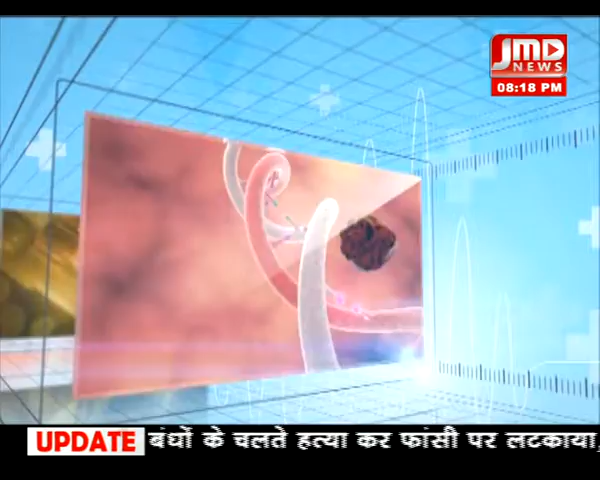 JMD
NEWS
08:18 PM
UPDATE बंधों के चलते हत्या कर फांसी पर लटकाया,